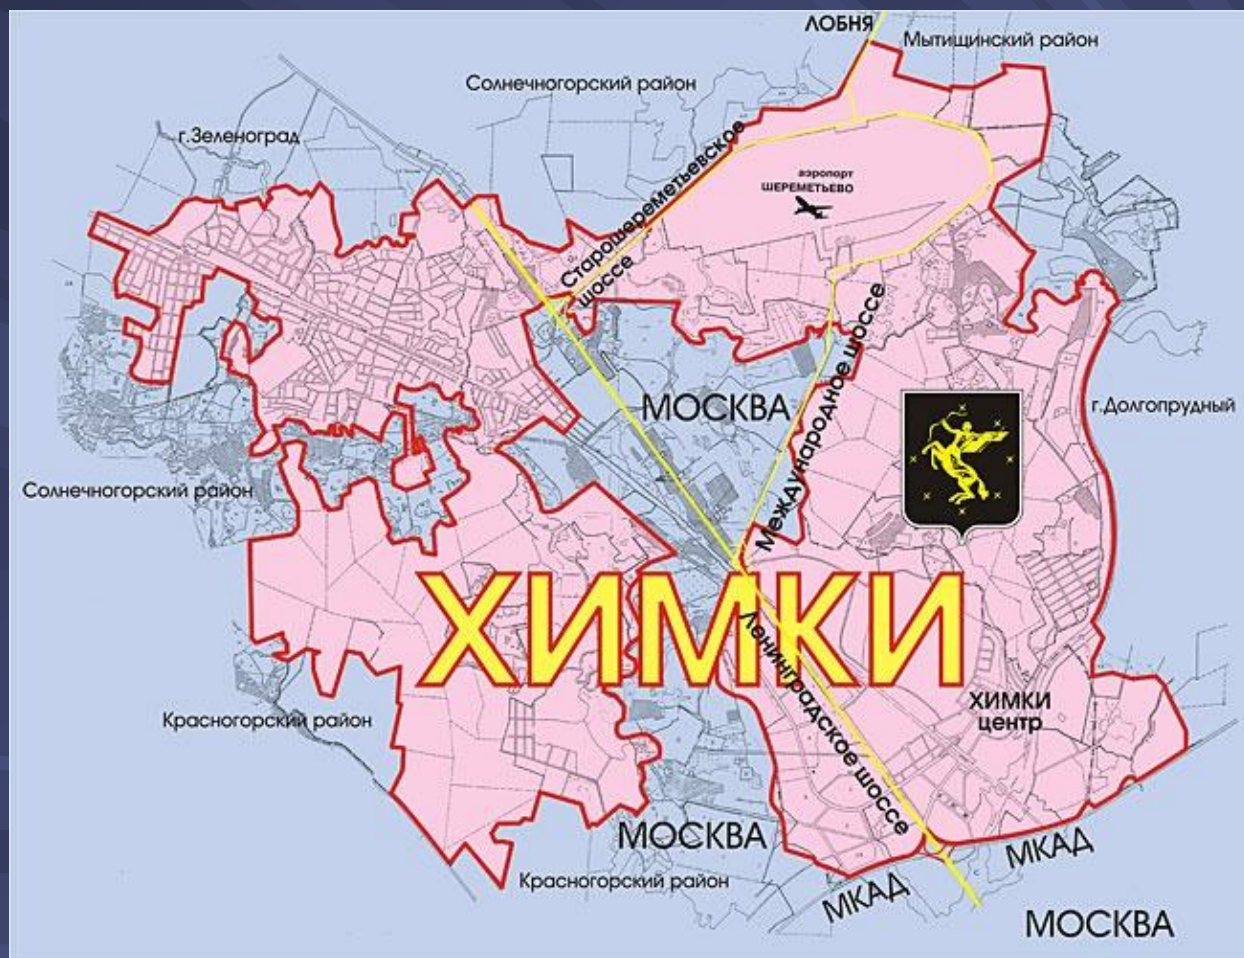 ЛОБНЯ
Мытищинский район
Солнечногорский район
г.Зеленоград
Старошереметьевское
шоссе
аэропорт
ШЕРЕМЕТЬЕВО
Международное шоссе
МОСКВА
г.Долгопрудный
Солнечногорский район
ХИМКИ
Ленинградское шоссе
ХИМКИ
центр
Красногорский район
МОСКВА
МКАД
Красногорский район
МКАД
МОСКВА